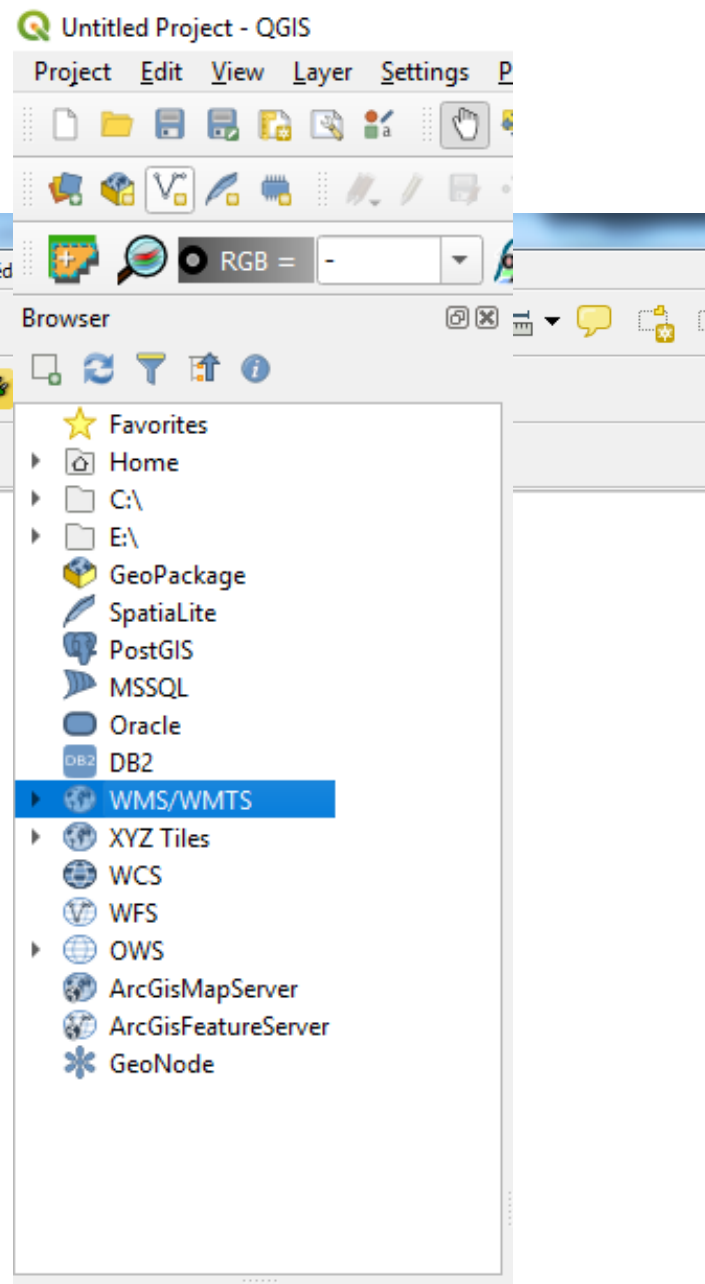 Untitled Project - QGIS
Project Edit View Layer Settings P
a
RGB = -
éd
Browser
Favorites
Home
C:\
E:\
GeoPackage
SpatiaLite
PostGIS
MSSQL
Oracle
DB2 DB2
WMS/WMTS
XYZ Tiles
WCS
WFS
OWS
ArcGisMapServer
ArcGisFeatureServer
GeoNode